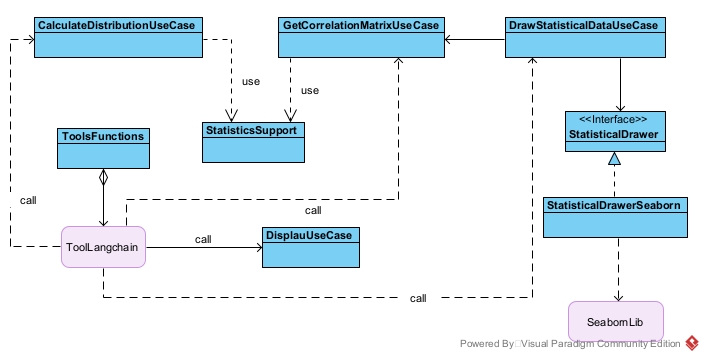 CalculateDistributionUseCase
GetCorrelationMatrixUseCase
DrawStatisticalDataUseCase
use
use
StatisticsSupport
<<Interface>>
StatisticalDrawer
ToolsFunctions
call
call
StatisticalDrawerSeaborn
ToolLangchain
call
DisplauUseCase
call
SeabornLib
Powered By Visual Paradigm Community Edition